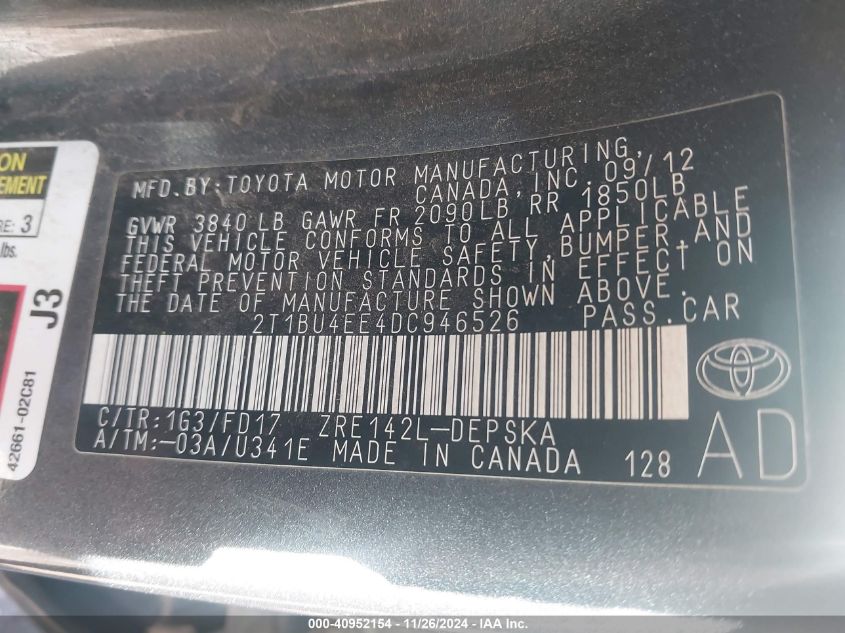 ON
EMENT
RE: 3
lbs.
J3
42661-02C81
MFD.BY:TOYOTA MOTOR MANUFACTURING,
CANADA,INC. 09/12
GVWR 3840 LB GAWR FR 2090LB RR 1850LB
THIS VEHICLE CONFORMS TO ALL APPLICABLE
FEDERAL MOTOR VEHICLE SAFETY,BUMPER,AND
THEFT PREVENTION STANDARDS IN EFFECT ON
THE DATE OF MANUFACTURE SHOWN ABOVE.
2T1BU4EE4DC946526 PASS.CAR
C/TR:1G3/FD17 ZRE142L-DEPSKA
A/TM:-03A/U341E MADE IN CANADA 128
AD
000-40952154 - 11/26/2024 - IAA Inc.